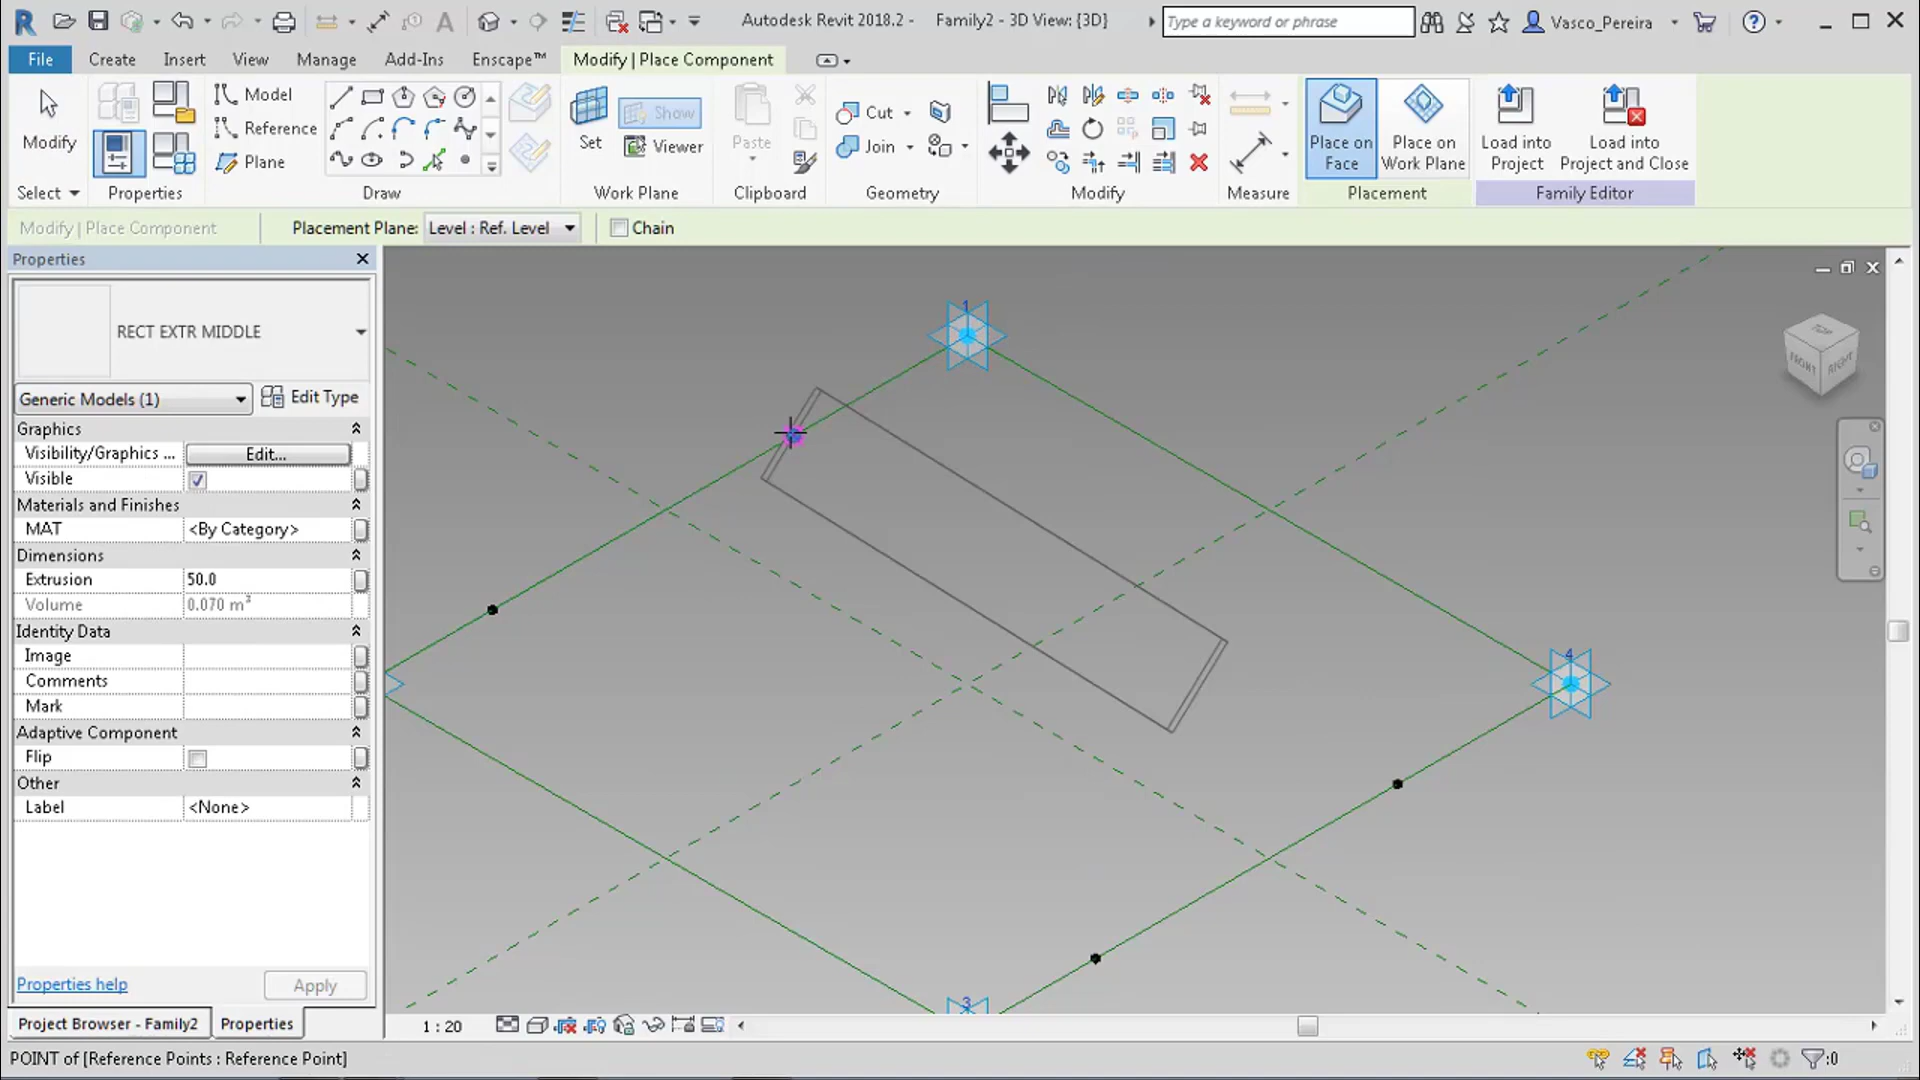 Autodesk Revit 2018.2 - Family2 - 3D View: {3D}
Type a keyword or phrase
Vasco_Pereira
File Create Insert View Manage Add-Ins Enscape™ Modify | Place Component
Modify
Select
Properties
Model
Reference
Plane
Draw
Set
Show
Viewer
Work Plane
Paste
Clipboard
Cut
Join
Geometry
Modify
Measure
Place on Face
Place on Work Plane
Placement
Load into Project
Load into Project and Close
Family Editor
Modify | Place Component
Placement Plane: Level : Ref. Level
Chain
Properties
RECT EXTR MIDDLE
Generic Models (1)
Edit Type
Graphics
Visibility/Graphics ... Edit...
Visible
Materials and Finishes
MAT <By Category>
Dimensions
Extrusion 50.0
Volume 0.070 m³
Identity Data
Image
Comments
Mark
Adaptive Component
Flip
Other
Label <None>
Properties help
Apply
Project Browser - Family2
Properties
1
4
3
TOP
FRONT
RIGHT
1 : 20
POINT of [Reference Points : Reference Point]
:0